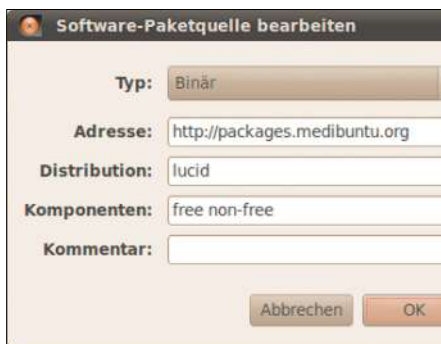 Software-Paketquelle bearbeiten
Typ: Binär
Adresse: http://packages.medibuntu.org
Distribution: lucid
Komponenten: free non-free
Kommentar:
Abbrechen OK